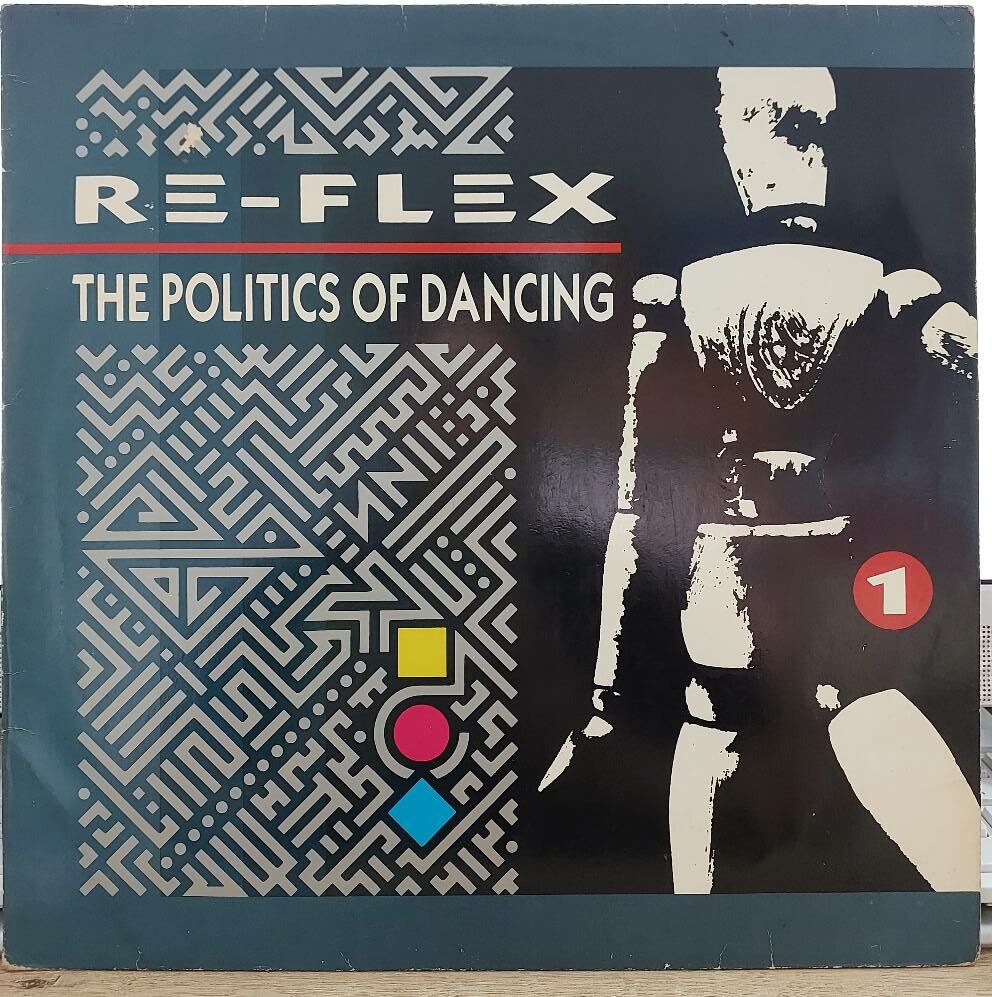 RE-FLEX
THE POLITICS OF DANCING
1